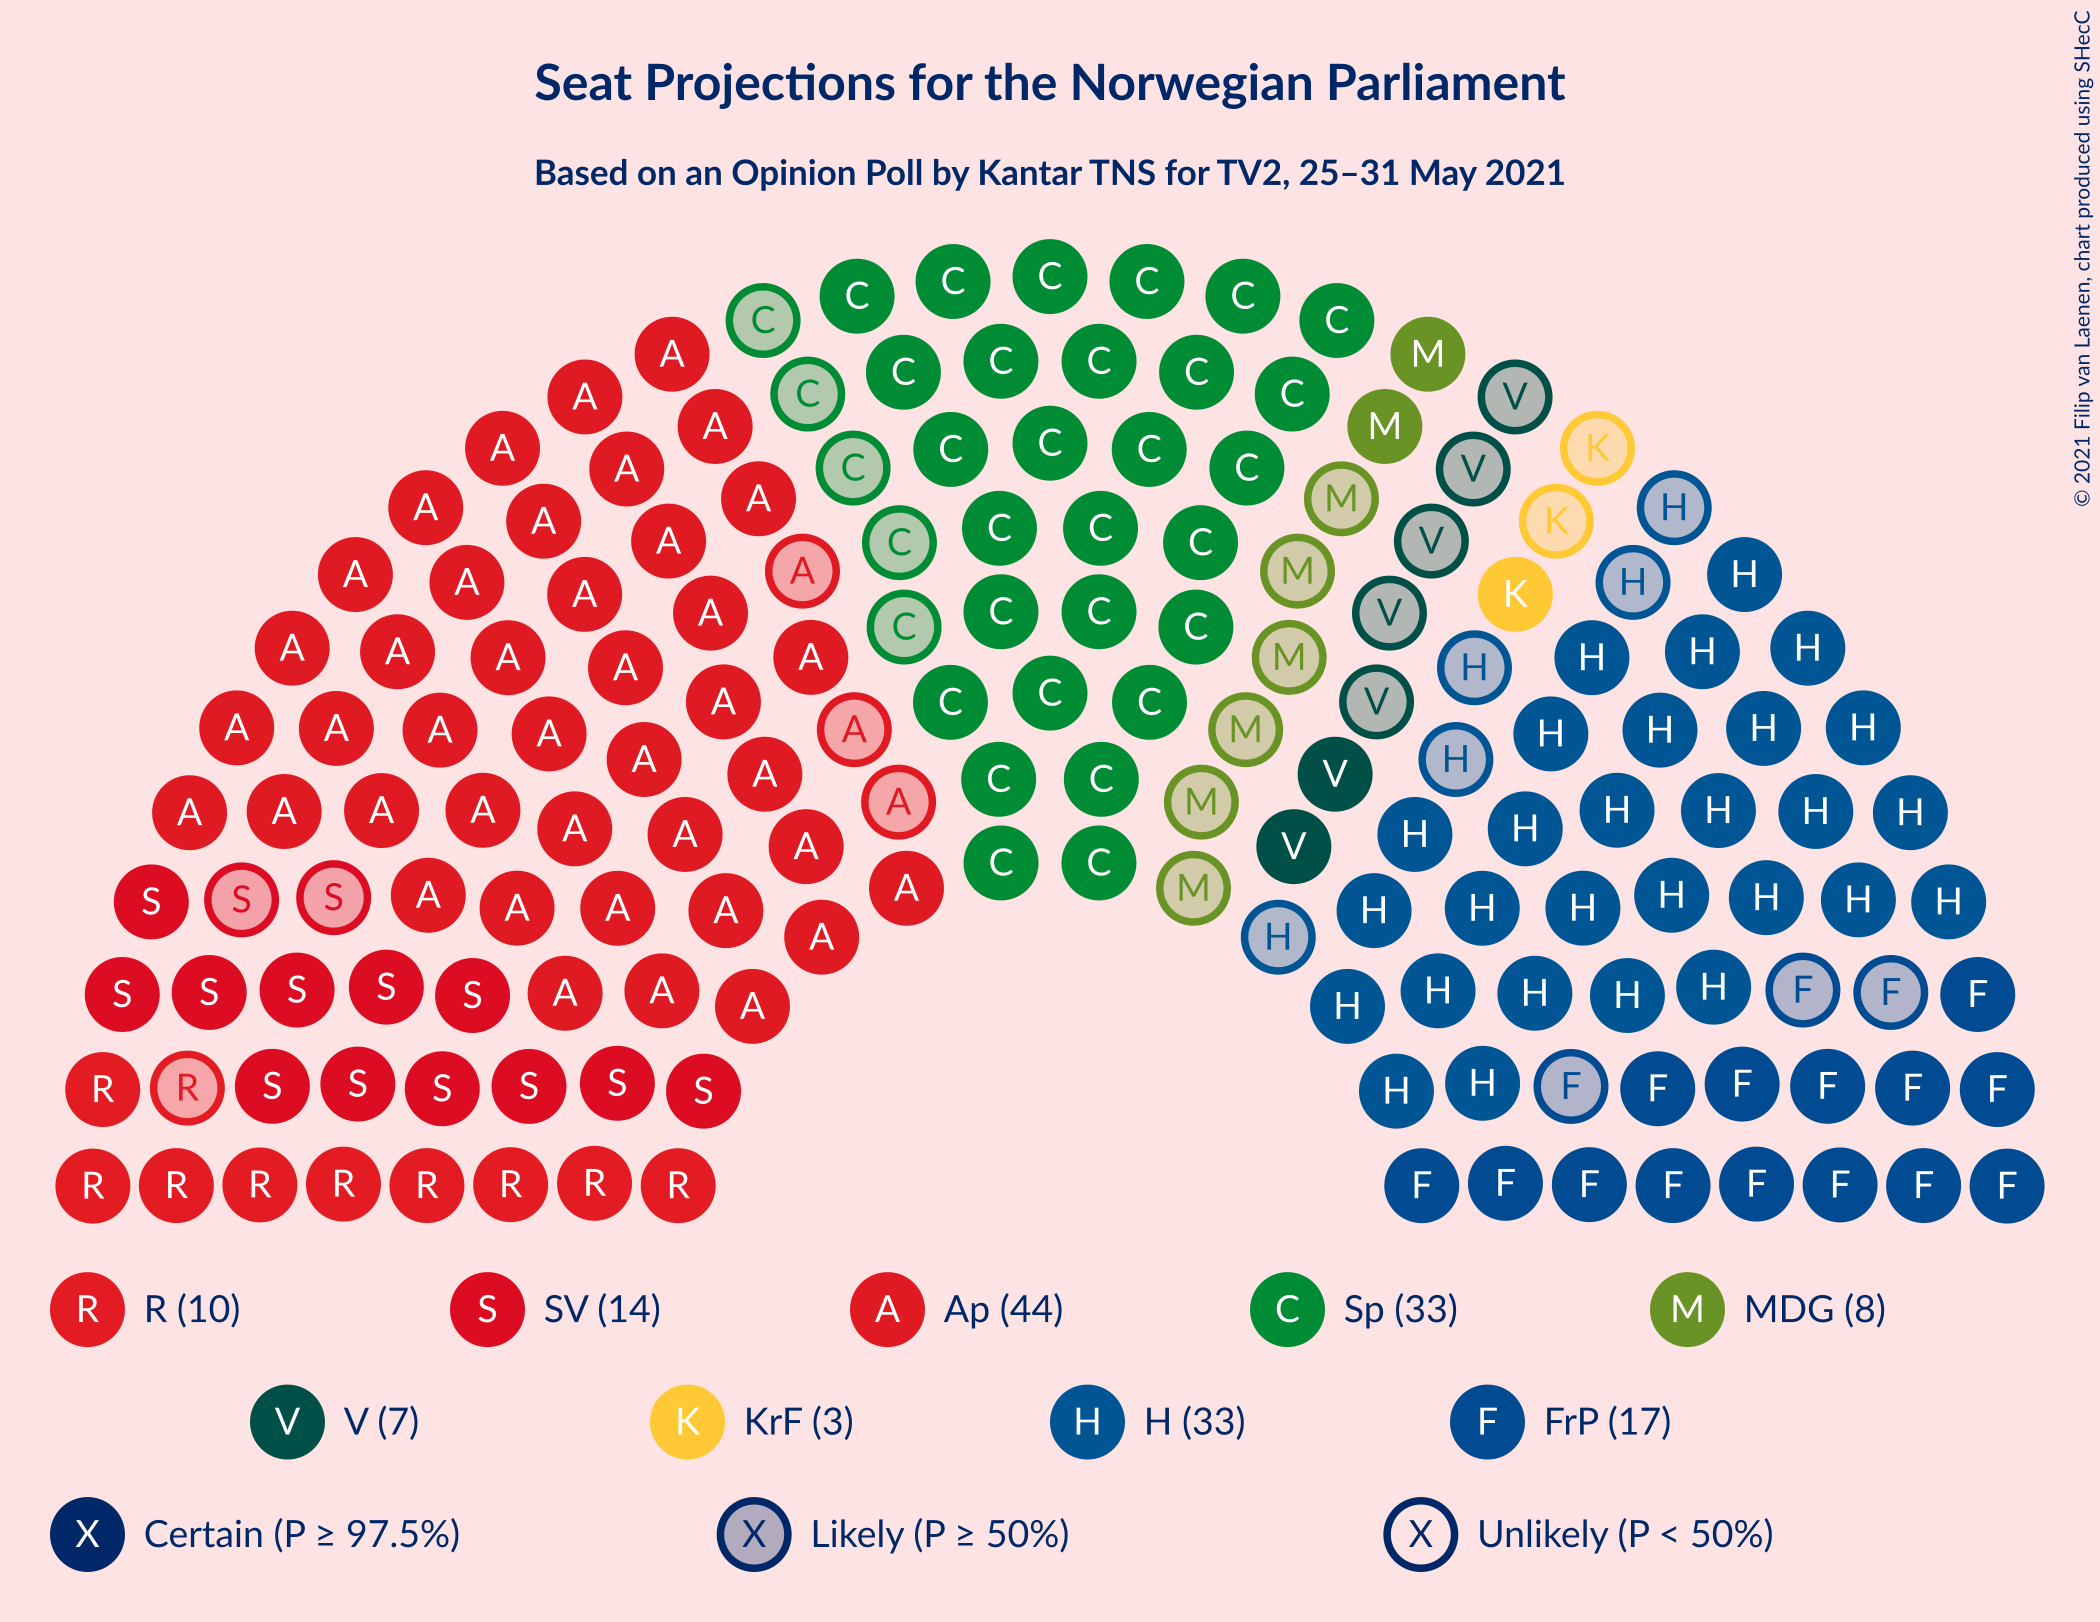 Seat Projections for the Norwegian Parliament
Based on an Opinion Poll by Kantar TNS for TV2, 25–31 May 2021
© 2021 Filip van Laenen, chart produced using SHecC
C C C C C C C
A C C C C C C M
A A C C C C C M V
A A A C C C C M V K
A A A A C C C M V K H
A A A A C C C M V K H H
A A A A A C C C M V H H H H
A A A A A A C C M V H H H H H
A A A A A A A C C M V H H H H H H
S S S A A A A A A H H H H H H H H
S S S S S A A A H H H H H F F F
R R S S S S S S H H F F F F F F
R R R R R R R R F F F F F F F F
R R (10) S SV (14) A Ap (44) C Sp (33) M MDG (8)
V V (7) K KrF (3) H H (33) F FrP (17)
X Certain (P ≥ 97.5%) X Likely (P ≥ 50%) X Unlikely (P < 50%)